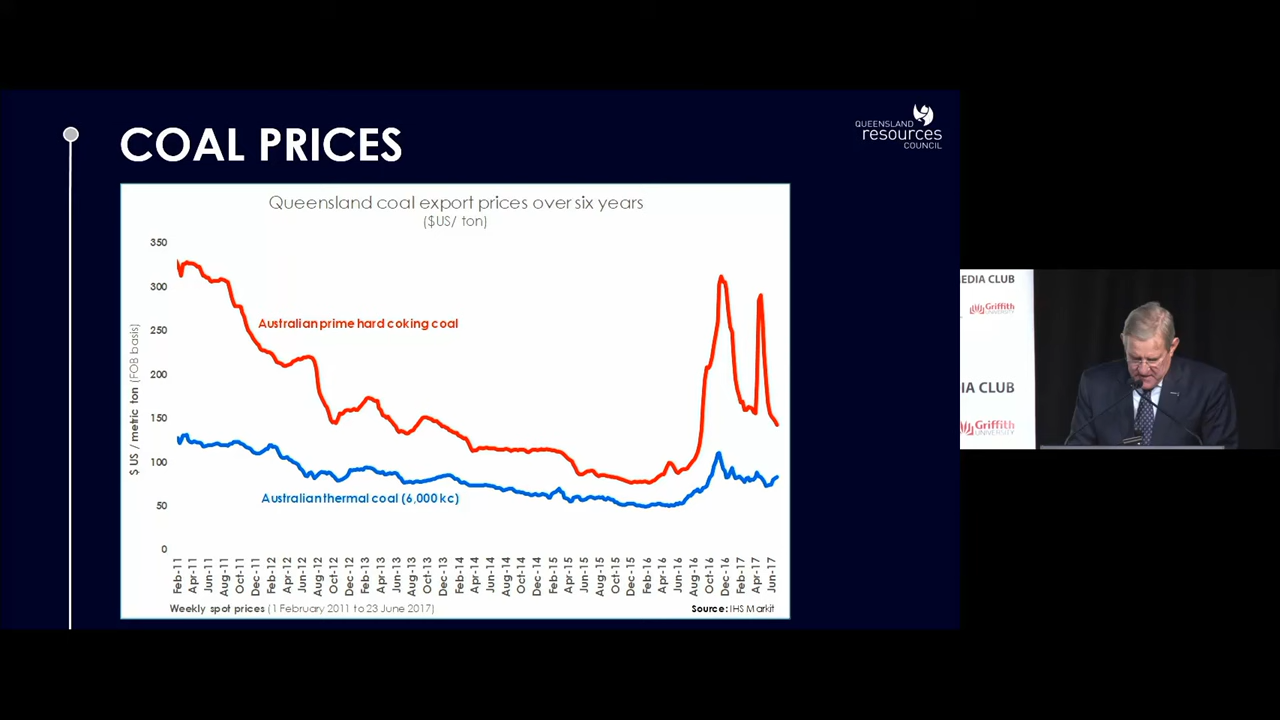 COAL PRICES
QUEENSLAND
resources
COUNCIL
Queensland coal export prices over six years
($US/ ton)
$ US / metric ton (FOB basis)
350
300
250
200
150
100
50
0
Australian prime hard coking coal
Australian thermal coal (6,000 kc)
Feb-11 Apr-11 Jun-11 Aug-11 Oct-11 Dec-11 Feb-12 Apr-12 Jun-12 Aug-12 Oct-12 Dec-12 Feb-13 Apr-13 Jun-13 Aug-13 Oct-13 Dec-13 Feb-14 Apr-14 Jun-14 Aug-14 Oct-14 Dec-14 Feb-15 Apr-15 Jun-15 Aug-15 Oct-15 Dec-15 Feb-16 Apr-16 Jun-16 Aug-16 Oct-16 Dec-16 Feb-17 Apr-17 Jun-17
Weekly spot prices (1 February 2011 to 23 June 2017)
Source: IHS Markit
EDIA CLUB
Griffith
DIA CLUB
Griffith
UNIVERSITY